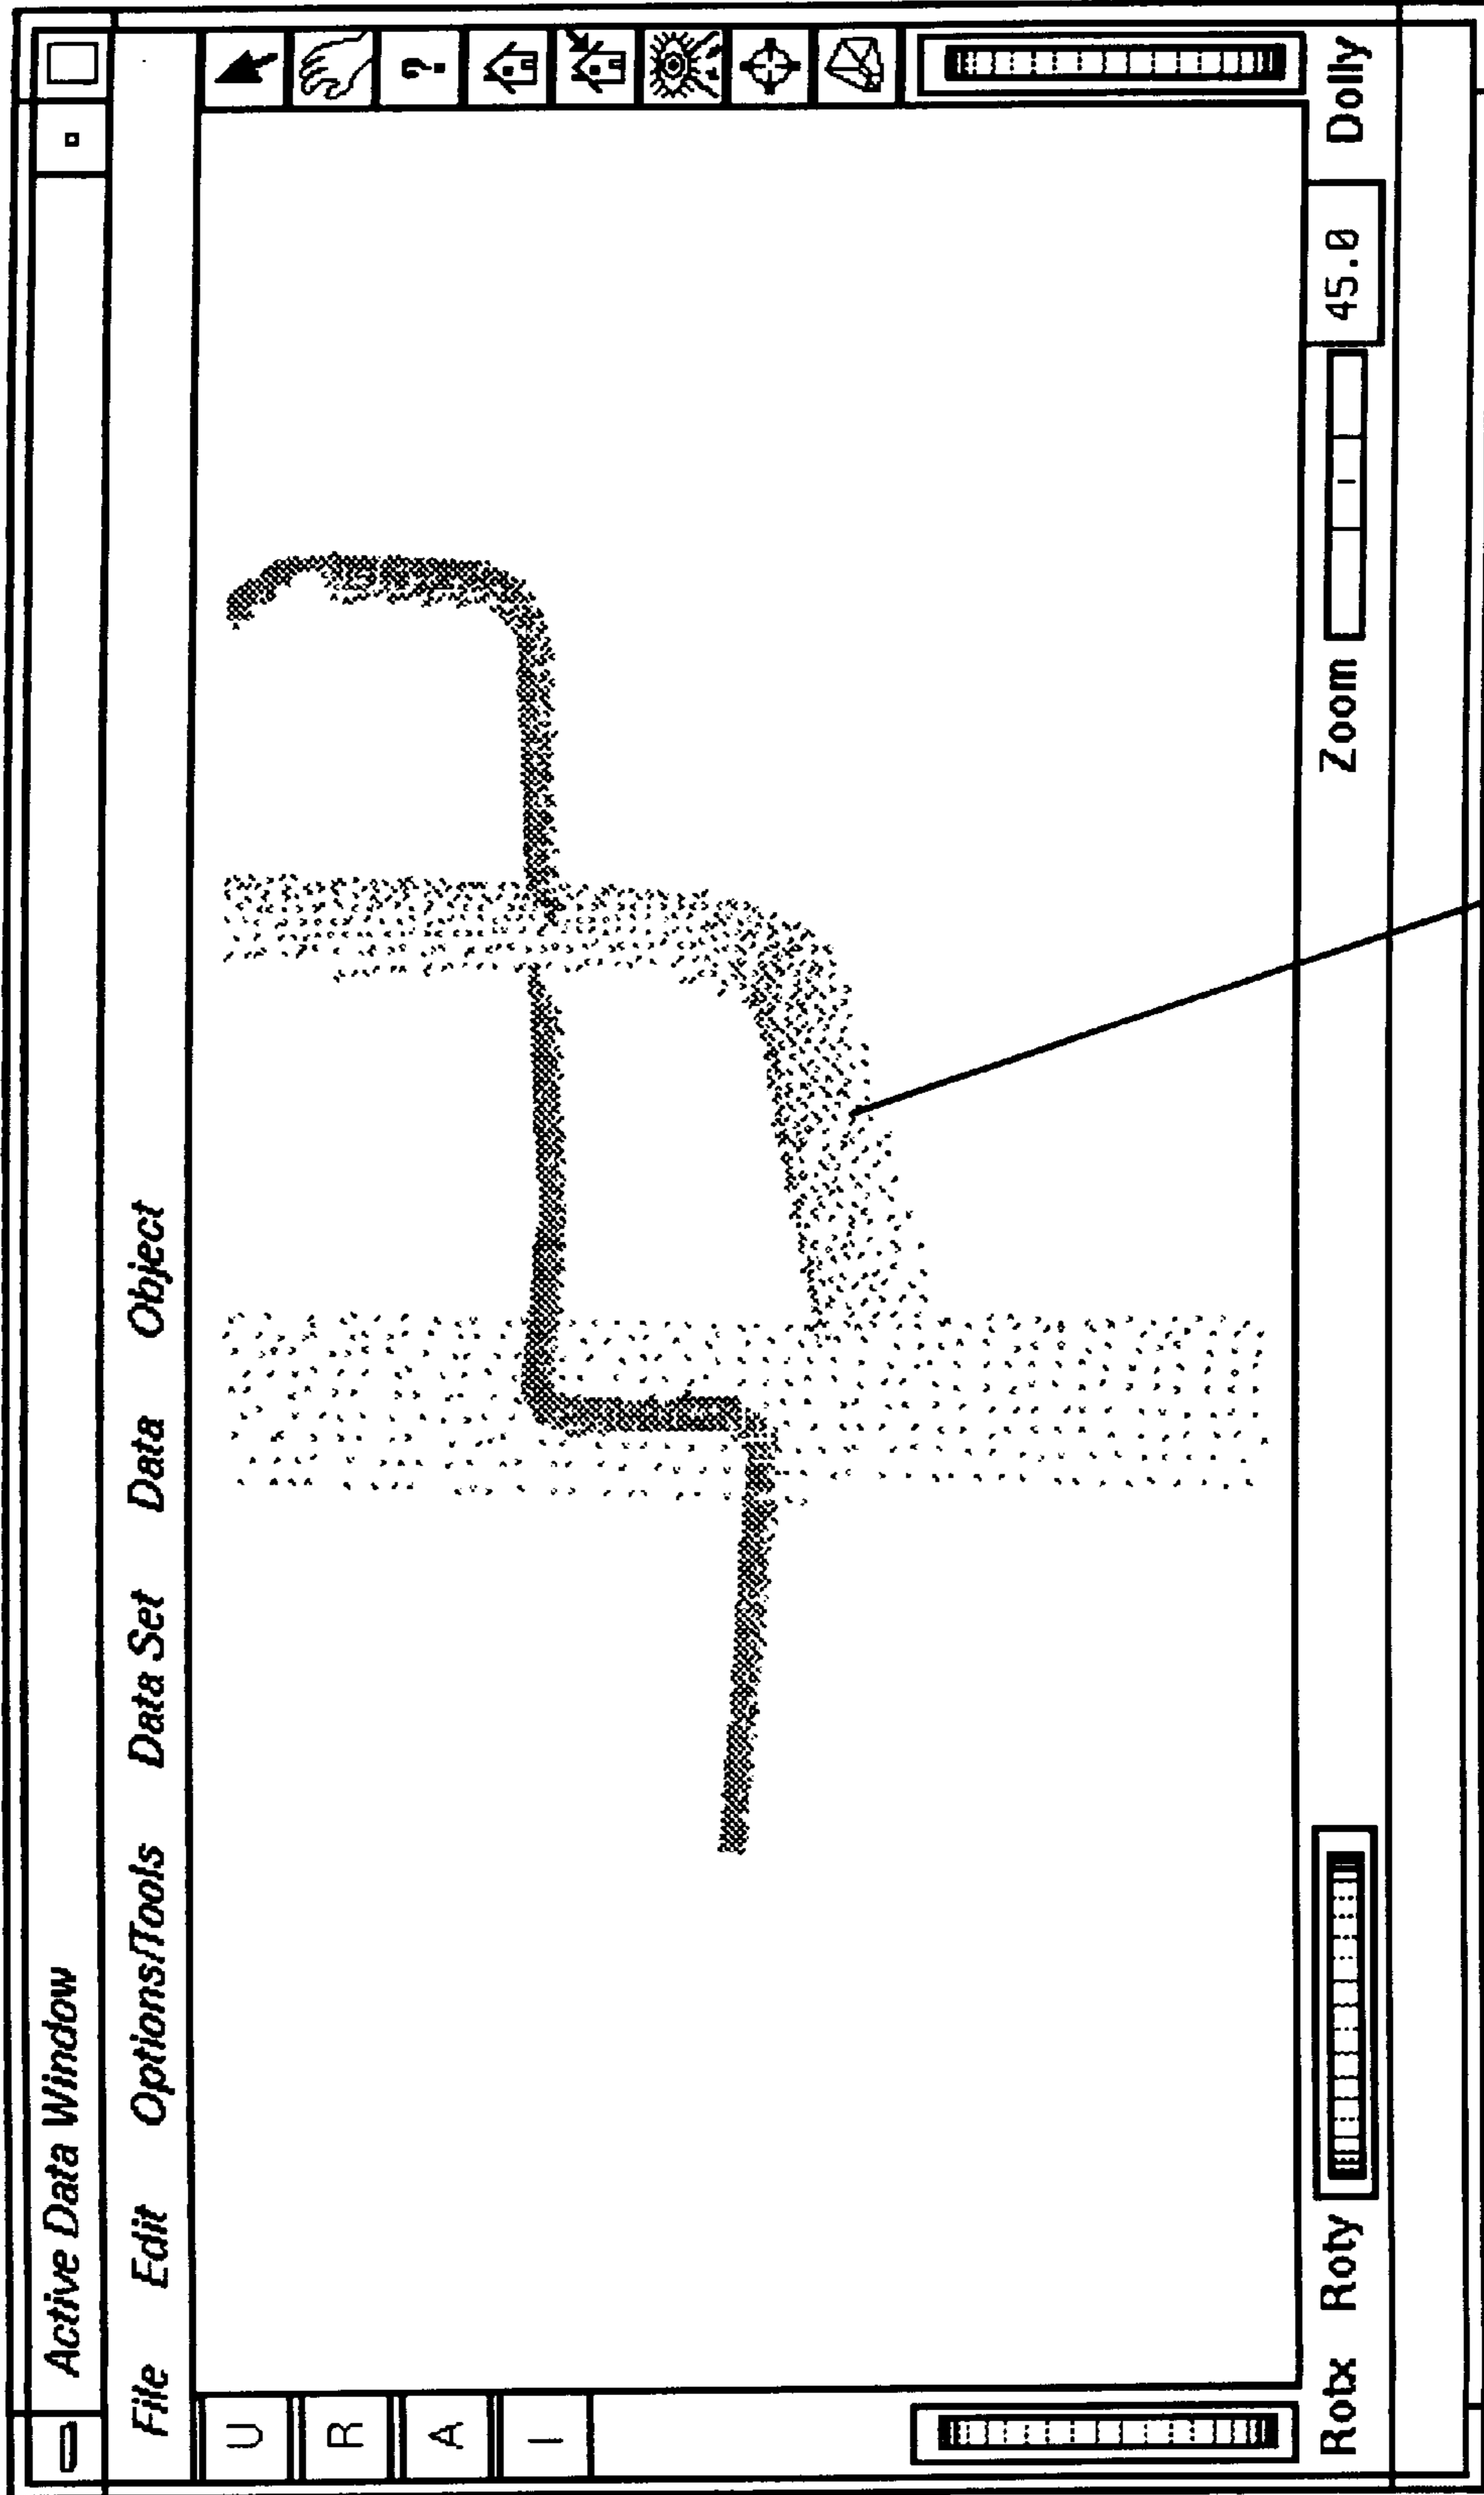 Active Data Window
File Edit Options/Tools Data Set Data Object
U
R
A
I
?
Rotx Roty Zoom 45.0 Dolly